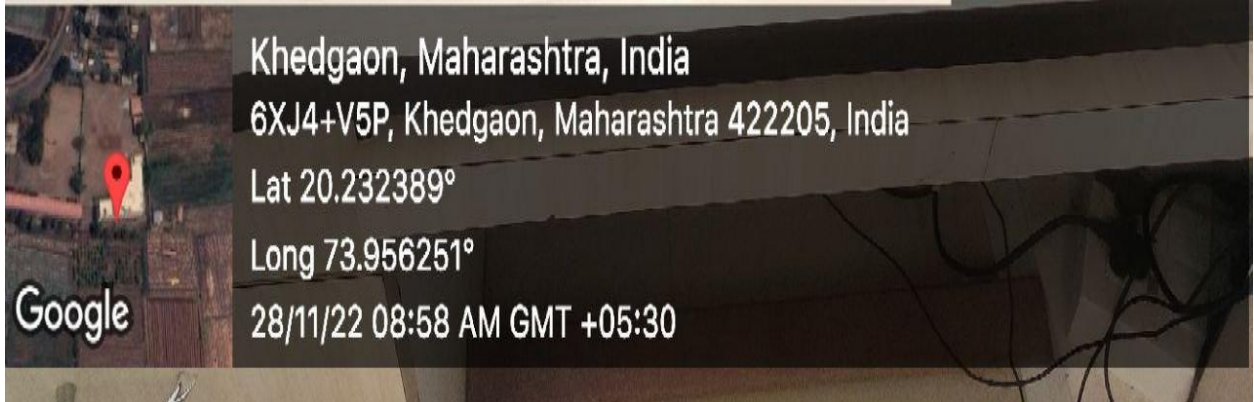 Khedgaon, Maharashtra, India
6XJ4+V5P, Khedgaon, Maharashtra 422205, India
Lat 20.232389°
Long 73.956251°
28/11/22 08:58 AM GMT +05:30
Google